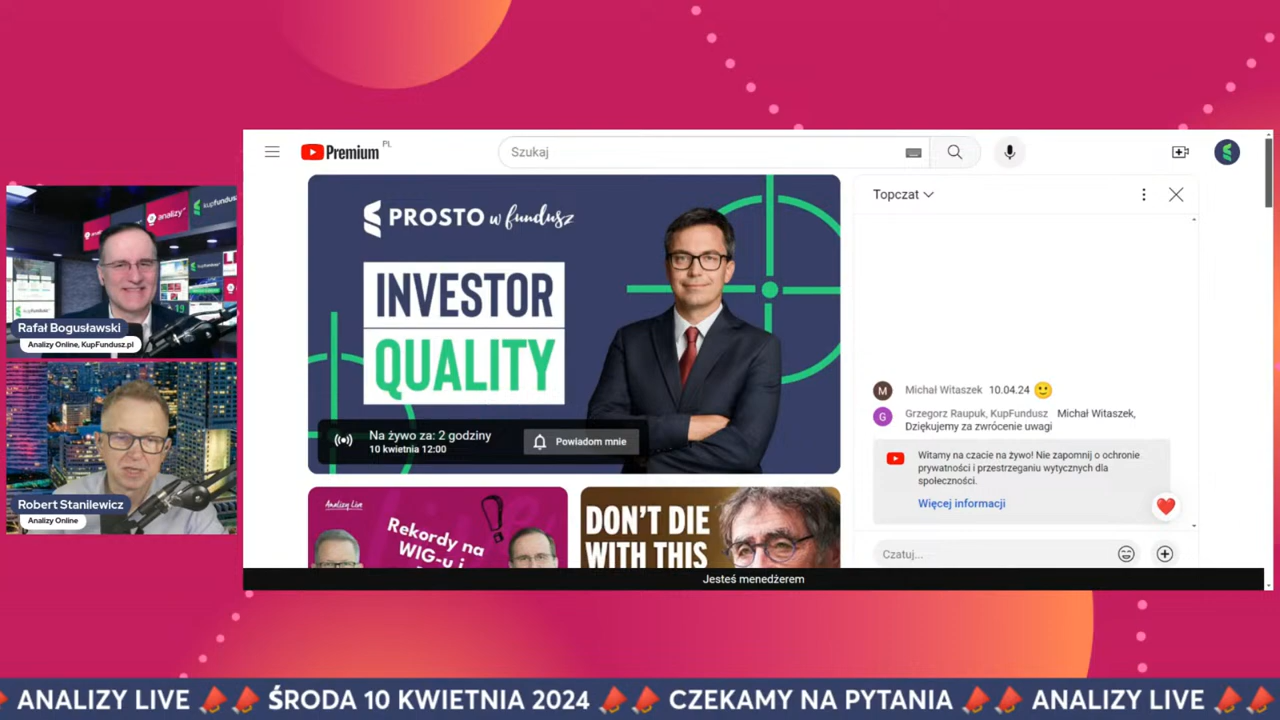 Premium PL
Szukaj
PROSTO w fundusz
INVESTOR
QUALITY
Na żywo za: 2 godziny
10 kwietnia 12:00
Powiadom mnie
Topczat
M
Michał Witaszek 10.04.24
G
Grzegorz Raupuk, KupFundusz Michał Witaszek,
Dziękujemy za zwrócenie uwagi
Witamy na czacie na żywo! Nie zapomnij o ochronie
prywatności i przestrzeganiu wytycznych dla
społeczności.
Więcej informacji
Czatuj...
Analizy Live
Rekordy na
WIG-u i
DON'T DIE
WITH THIS
Jesteś menedżerem
analizy
kupfundusz
Rafał Bogusławski
Analizy Online, KupFundusz.pl
Robert Stanilewicz
Analizy Online
ANALIZY LIVE ŚRODA 10 KWIETNIA 2024 CZEKAMY NA PYTANIA ANALIZY LIVE